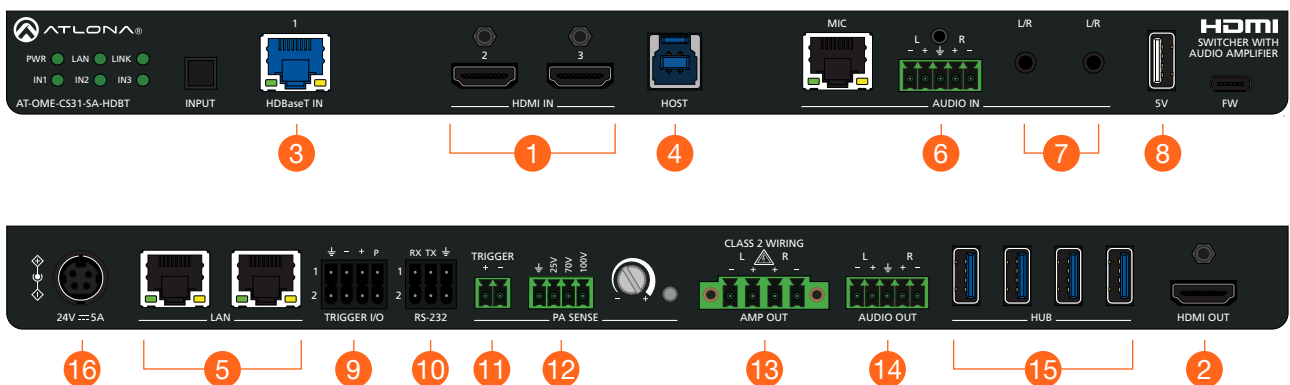 ATLONA®
PWR LAN LINK
IN1 IN2 IN3
AT-OME-CS31-SA-HDBT
INPUT
1
HDBaseT IN
2 3
HDMI IN
HOST
MIC
L R
- + + -
L/R L/R
AUDIO IN
5V
HDMI
SWITCHER WITH
AUDIO AMPLIFIER
FW
3 1 4 6 7 8
24V 5A
LAN
- + P
1
2
TRIGGER I/O
RX TX
1
2
RS-232
TRIGGER
+ -
25V
70V
100V
- +
PA SENSE
CLASS 2 WIRING
L R
- + + -
AMP OUT
L R
- + + -
AUDIO OUT
HUB
HDMI OUT
16 5 9 10 11 12 13 14 15 2